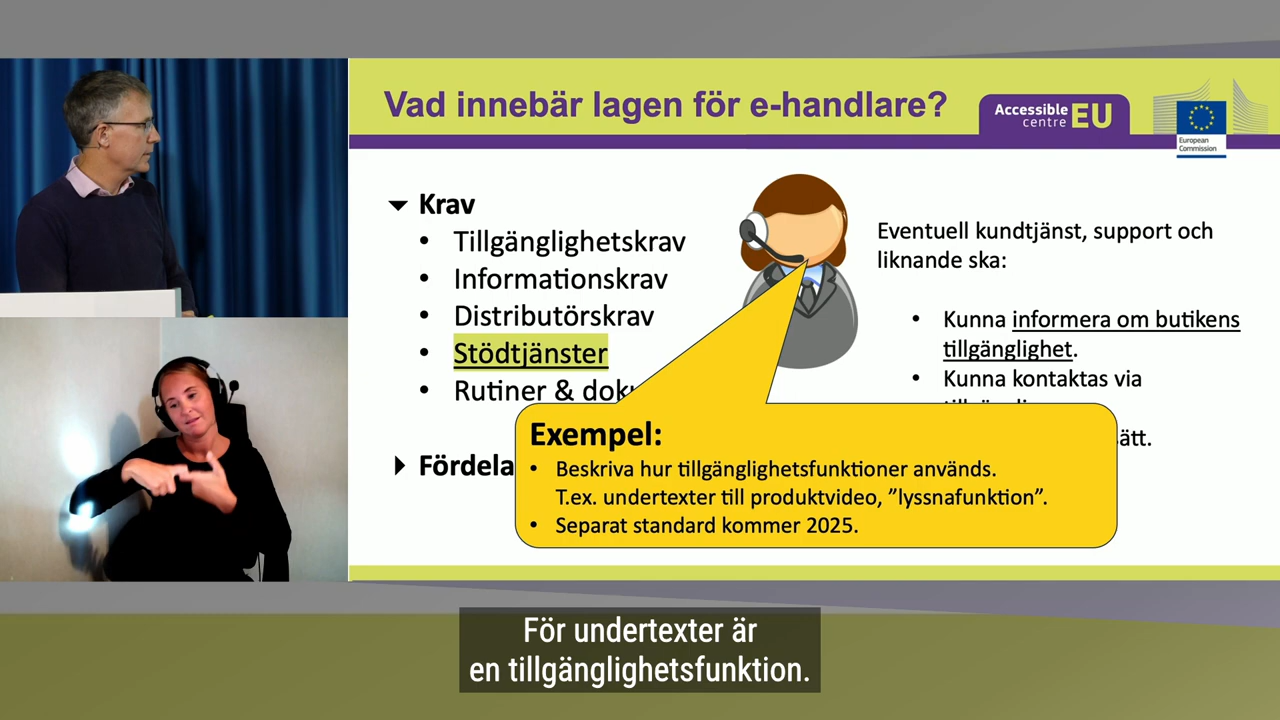 Vad innebär lagen för e-handlare?
Accessible
centre EU
European
Commission
Krav
• Tillgänglighetskrav
• Informationskrav
• Distributörskrav
• Stödtjänster
• Rutiner &
Fördela
Eventuell kundtjänst, support och
liknande ska:
• Kunna informera om butikens
tillgänglighet.
• Kunna kontaktas via
Exempel:
• Beskriva hur tillgänglighetsfunktioner används.
T.ex. undertexter till produktvideo, ”lyssnafunktion”.
• Separat standard kommer 2025.
För undertexter är
en tillgänglighetsfunktion.